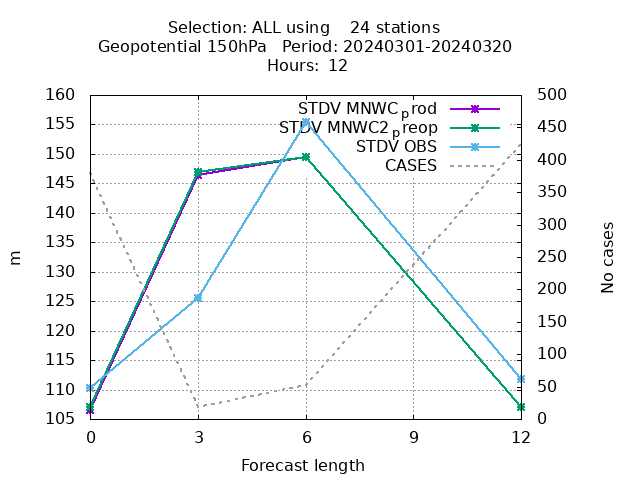 Selection: ALL using    24 stations
Geopotential 150hPa   Period: 20240301-20240320
Hours:  12
160 500
STDV MNWC_prod
155 450
STDV MNWC2_preop
STDV OBS
150 400
CASES
145 350
140 300
135 250
m
130 No cases
125 200
120 150
115 100
110 50
105 0
0 3 6 9 12
Forecast length